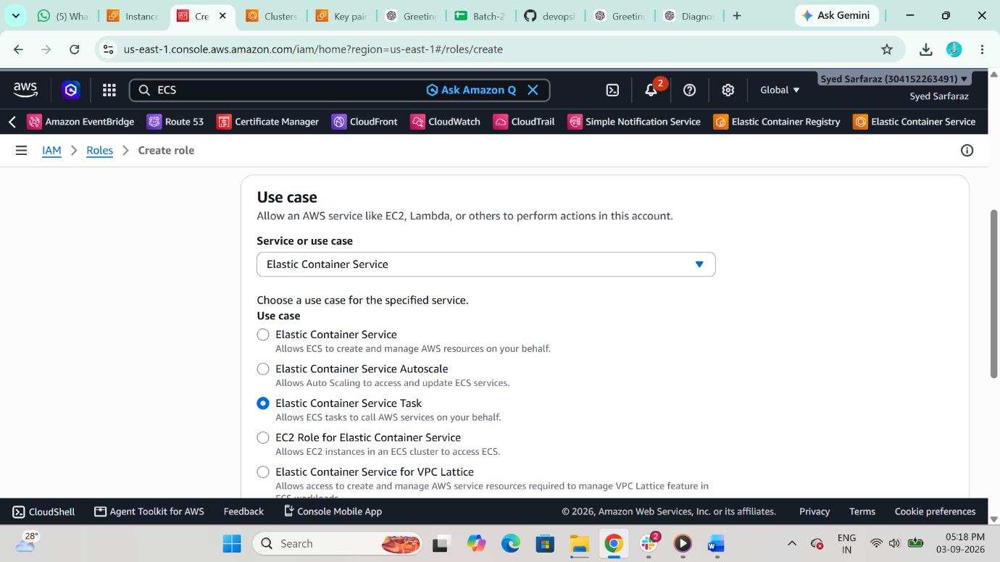 (5) Wha
Instance
Cre
Clusters
Key pair
Greeting
Batch-2
devopsh
Greeting
Diagnos
Ask Gemini
us-east-1.console.aws.amazon.com/iam/home?region=us-east-1#/roles/create
aws
ECS
Ask Amazon Q
2
Global
Syed Sarfaraz (304152263491)
Syed Sarfaraz
Amazon EventBridge
Route 53
Certificate Manager
CloudFront
CloudWatch
CloudTrail
Simple Notification Service
Elastic Container Registry
Elastic Container Service
IAM
Roles
Create role
Use case
Allow an AWS service like EC2, Lambda, or others to perform actions in this account.
Service or use case
Elastic Container Service
Choose a use case for the specified service.
Use case
Elastic Container Service
Allows ECS to create and manage AWS resources on your behalf.
Elastic Container Service Autoscale
Allows Auto Scaling to access and update ECS services.
Elastic Container Service Task
Allows ECS tasks to call AWS services on your behalf.
EC2 Role for Elastic Container Service
Allows EC2 instances in an ECS cluster to access ECS.
Elastic Container Service for VPC Lattice
Allows access to create and manage AWS service resources required to manage VPC Lattice feature in
ECS workloads.
CloudShell
Agent Toolkit for AWS
Feedback
Console Mobile App
© 2026, Amazon Web Services, Inc. or its affiliates.
Privacy
Terms
Cookie preferences
28°
Search
2
ENG
IN
05:18 PM
03-09-2026